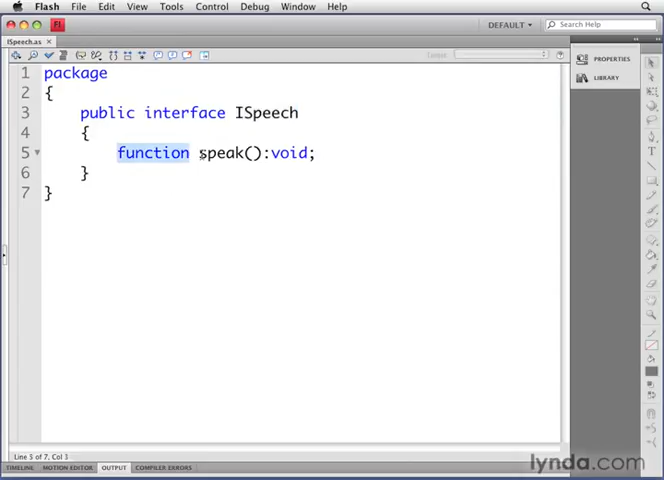 Flash File Edit View Tools Control Debug Window Help
Fl DEFAULT Search Help
ISpeech.as
Target:
1 package
2 {
3 public interface ISpeech
4 {
5 function speak():void;
6 }
7 }
PROPERTIES
LIBRARY
Line 5 of 7, Col 3
TIMELINE MOTION EDITOR OUTPUT COMPILER ERRORS
lynda.com